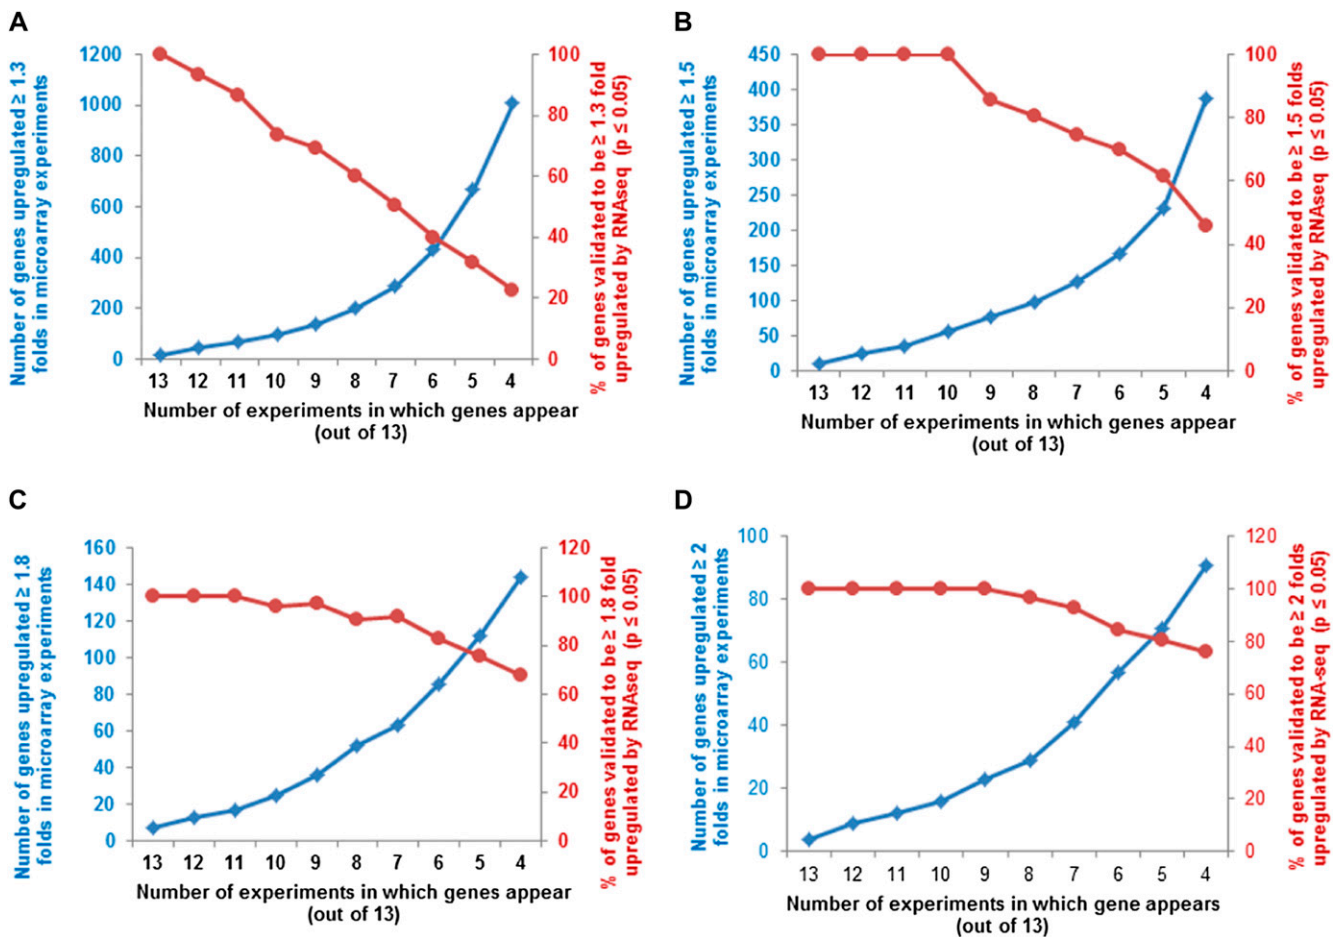 A
Number of genes upregulated ≥ 1.3
folds in microarray experiments
1200
1000
800
600
400
200
0
100
80
60
40
20
0
% of genes validated to be ≥ 1.3 fold
upregulated by RNAseq (p ≤ 0.05)
13 12 11 10 9 8 7 6 5 4
Number of experiments in which genes appear
(out of 13)
B
Number of genes upregulated ≥ 1.5
folds in microarray experiments
450
400
350
300
250
200
150
100
50
0
100
80
60
40
20
0
% of genes validated to be ≥ 1.5 folds
upregulated by RNAseq (p ≤ 0.05)
13 12 11 10 9 8 7 6 5 4
Number of experiments in which genes appear
(out of 13)
C
Number of genes upregulated ≥ 1.8
folds in microarray experiments
160
140
120
100
80
60
40
20
0
120
100
80
60
40
20
0
% of genes validated to be ≥ 1.8 fold
upregulated by RNAseq (p ≤ 0.05)
13 12 11 10 9 8 7 6 5 4
Number of experiments in which genes appear
(out of 13)
D
Number of genes upregulated ≥ 2
folds in microarray experiments
100
80
60
40
20
0
120
100
80
60
40
20
0
% of genes validated to be ≥ 2 folds
upregulated by RNA-seq (p ≤ 0.05)
13 12 11 10 9 8 7 6 5 4
Number of experiments in which gene appears
(out of 13)